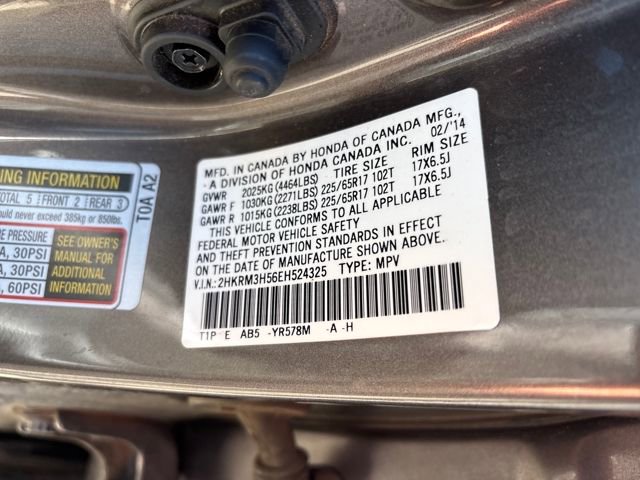 ING INFORMATION
OTAL 5 FRONT 2 REAR 3
ould never exceed 385kg or 850lbs.
E PRESSURE
A, 30PSI
A, 30PSI
A, 60PSI
SEE OWNER'S
MANUAL FOR
ADDITIONAL
INFORMATION
T0A A2
MFD. IN CANADA BY HONDA OF CANADA MFG.,
-A DIVISION OF HONDA CANADA INC. 02/'14
GVWR 2025KG(4464LBS) TIRE SIZE RIM SIZE
GAWR F 1030KG(2271LBS)225/65R17 102T 17X6.5J
GAWR R 1015KG(2238LBS)225/65R17 102T 17X6.5J
THIS VEHICLE CONFORMS TO ALL APPLICABLE
FEDERAL MOTOR VEHICLE SAFETY
AND THEFT PREVENTION STANDARDS IN EFFECT
ON THE DATE OF MANUFACTURE SHOWN ABOVE.
V.I.N.:2HKRM3H56EH524325 TYPE: MPV
T1P E AB5 -YR578M -A -H